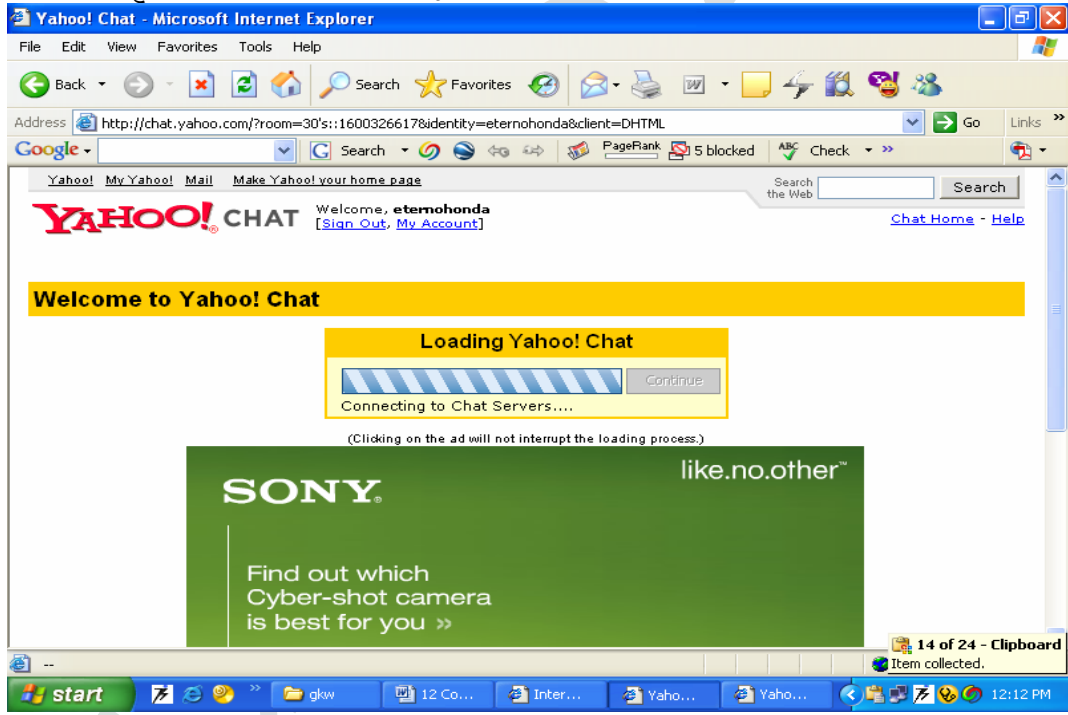 Yahoo! Chat - Microsoft Internet Explorer
File Edit View Favorites Tools Help
Back Search Favorites
Address http://chat.yahoo.com/?room=30's::1600326617&identity=eternohonda&client=DHTML Go Links »
Google Search PageRank 5 blocked ABC Check »
Yahoo! My Yahoo! Mail Make Yahoo! your home page Search the Web Search
YAHOO! CHAT Welcome, eternohonda
[Sign Out, My Account] Chat Home - Help
Welcome to Yahoo! Chat
Loading Yahoo! Chat
Continue
Connecting to Chat Servers....
(Clicking on the ad will not interrupt the loading process.)
like.no.other™
SONY®
Find out which
Cyber-shot camera
is best for you »
14 of 24 - Clipboard
Item collected.
--
start » gkw 12 Co... Inter... Yaho... Yaho... 12:12 PM